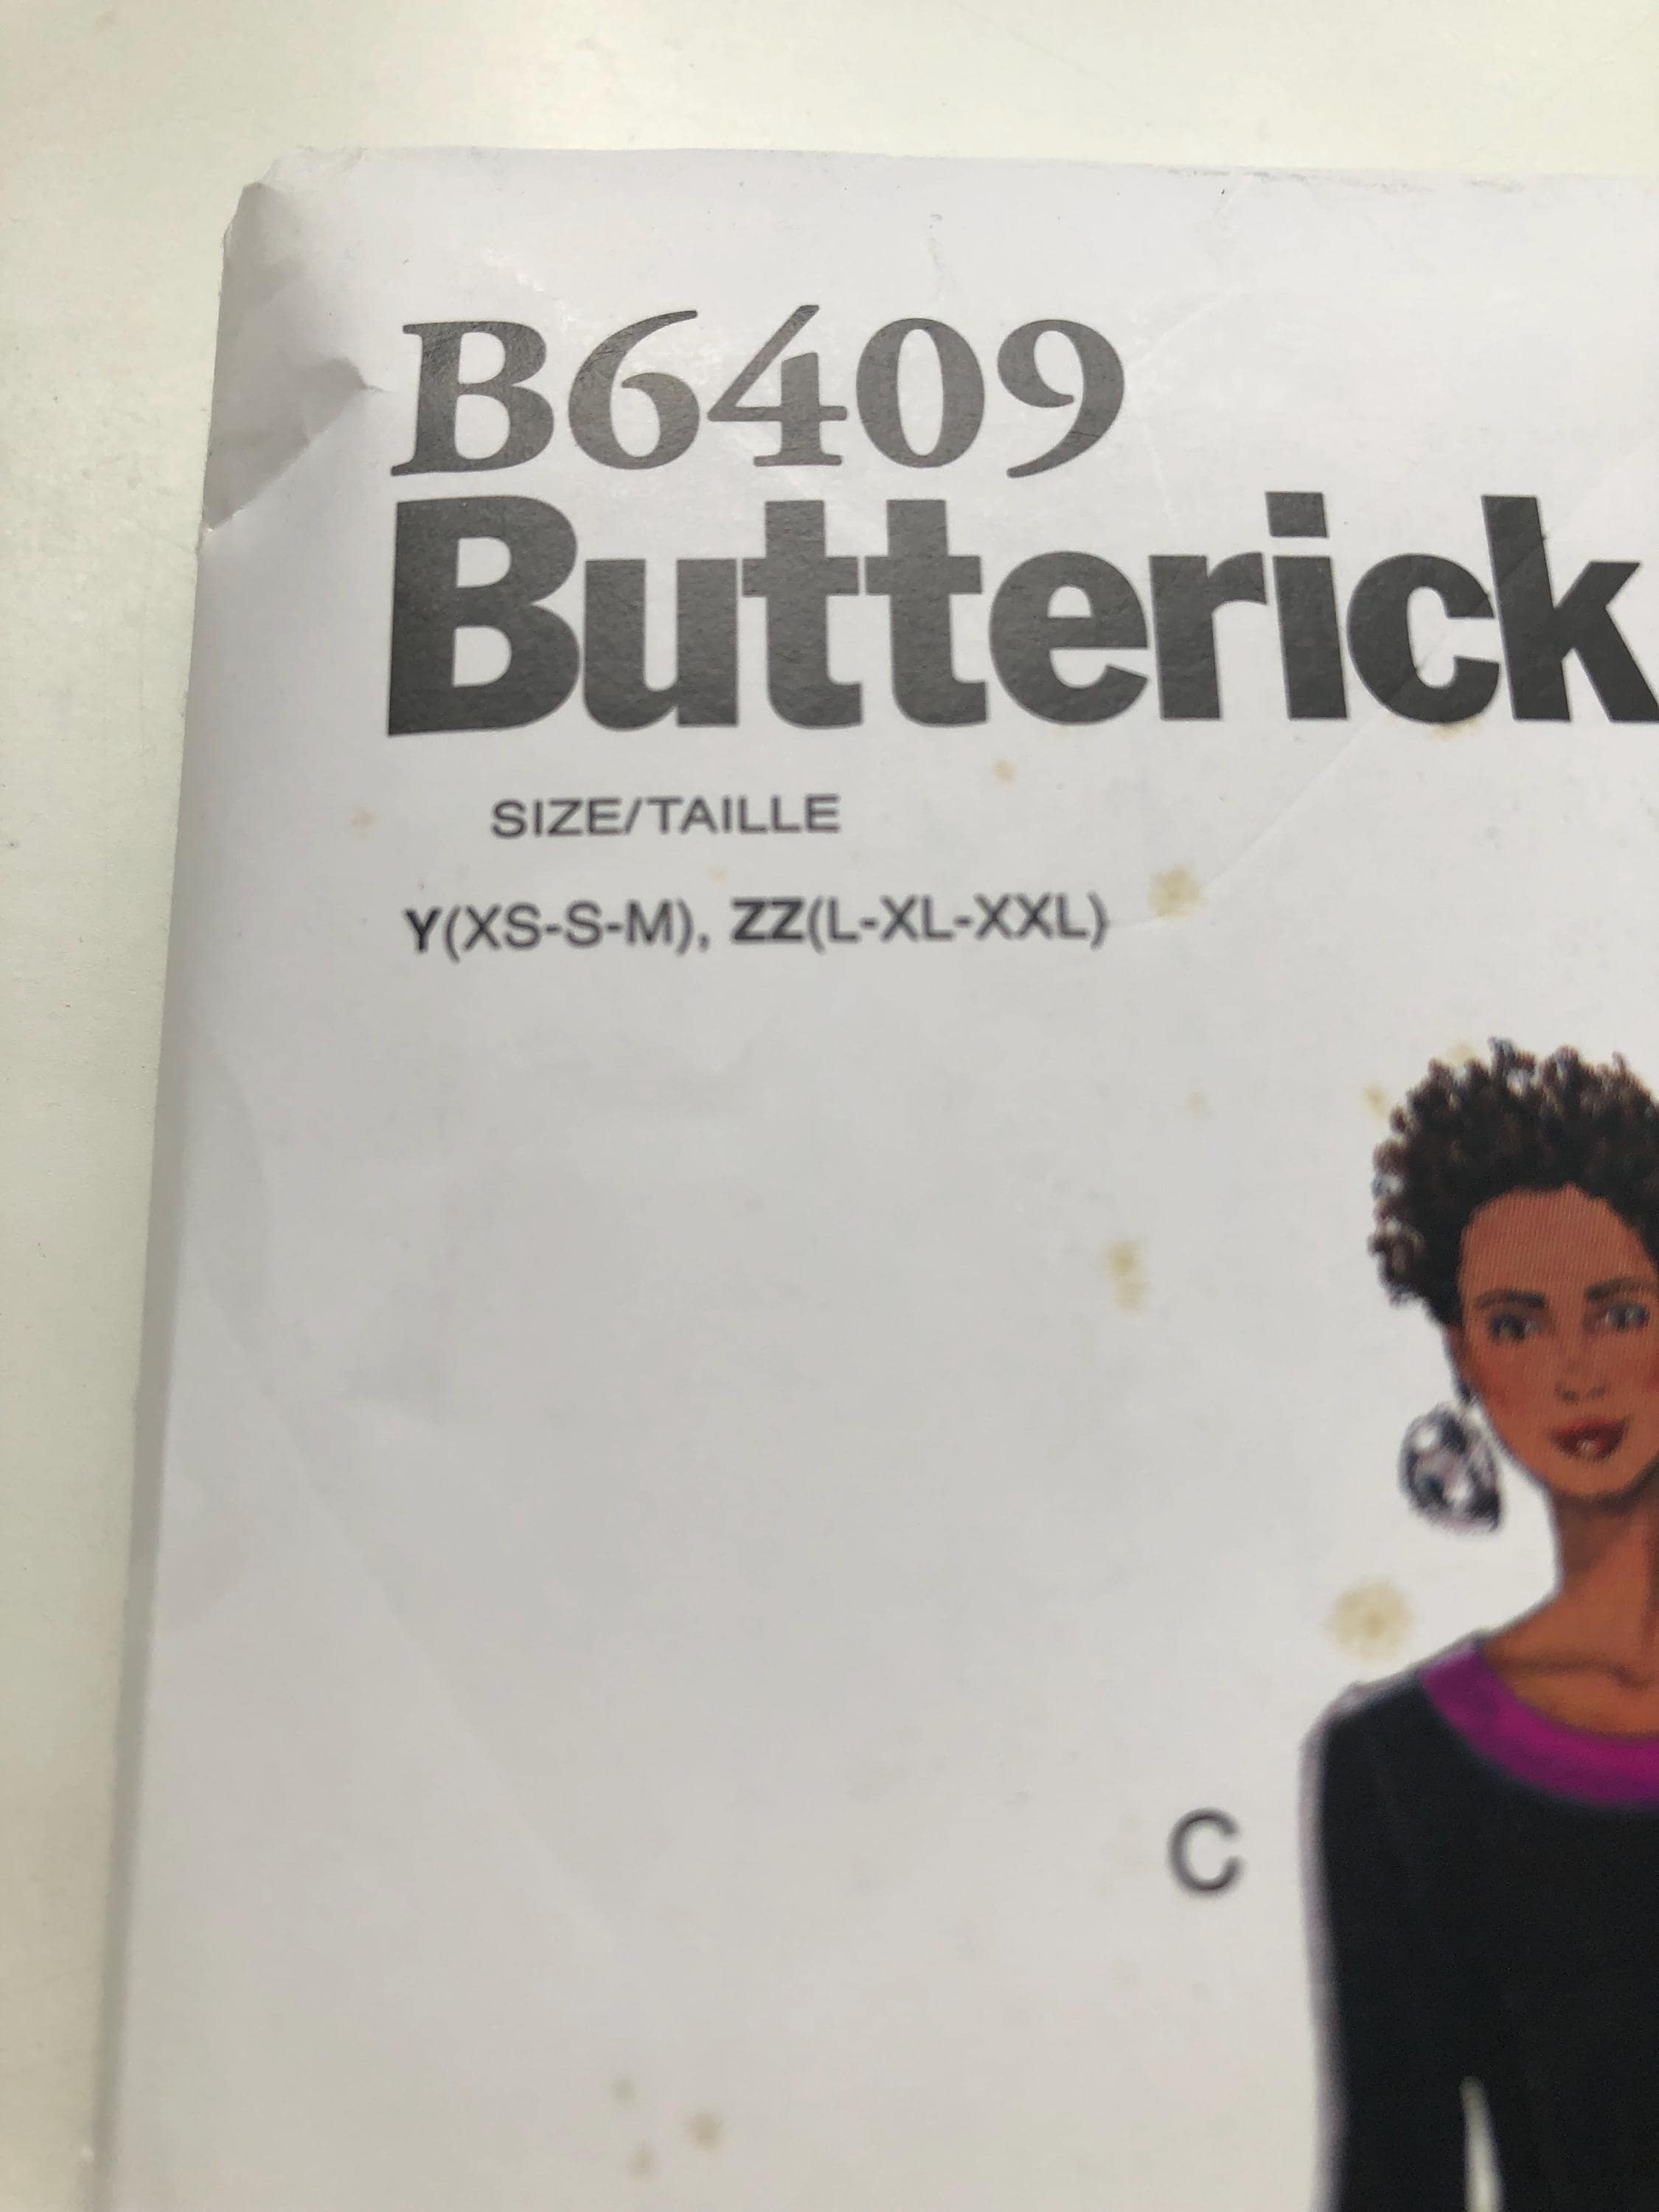 B6409
Butterick
SIZE/TAILLE
Y(XS-S-M), ZZ(L-XL-XXL)
C